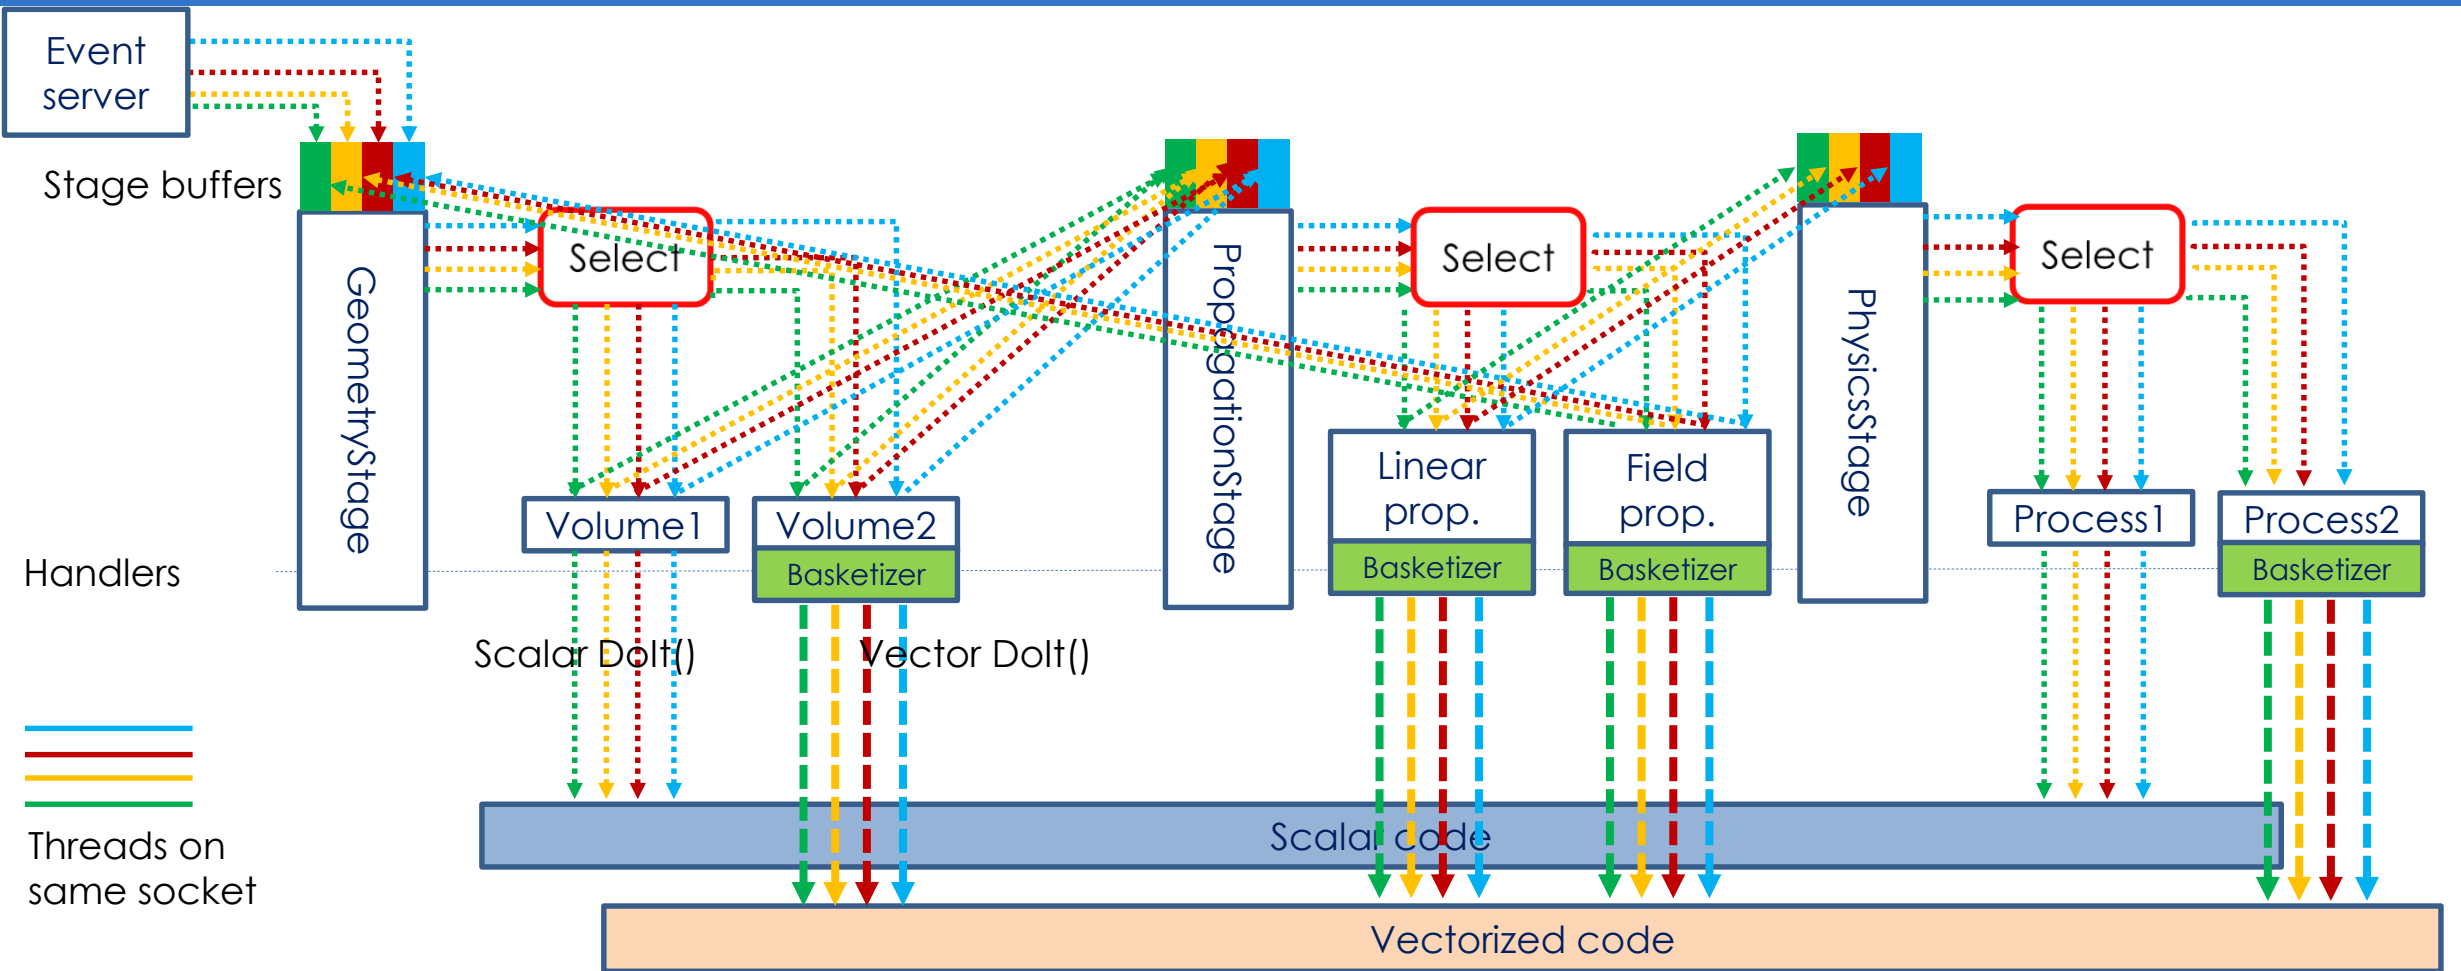 Event
server
Stage buffers
GeometryStage
Select
PropagationStage
Select
PhysicsStage
Select
Volume1
Volume2
Basketizer
Linear
prop.
Basketizer
Field
prop.
Basketizer
Process1
Process2
Basketizer
Handlers
Scalar DoIt()
Vector DoIt()
Threads on
same socket
Scalar code
Vectorized code